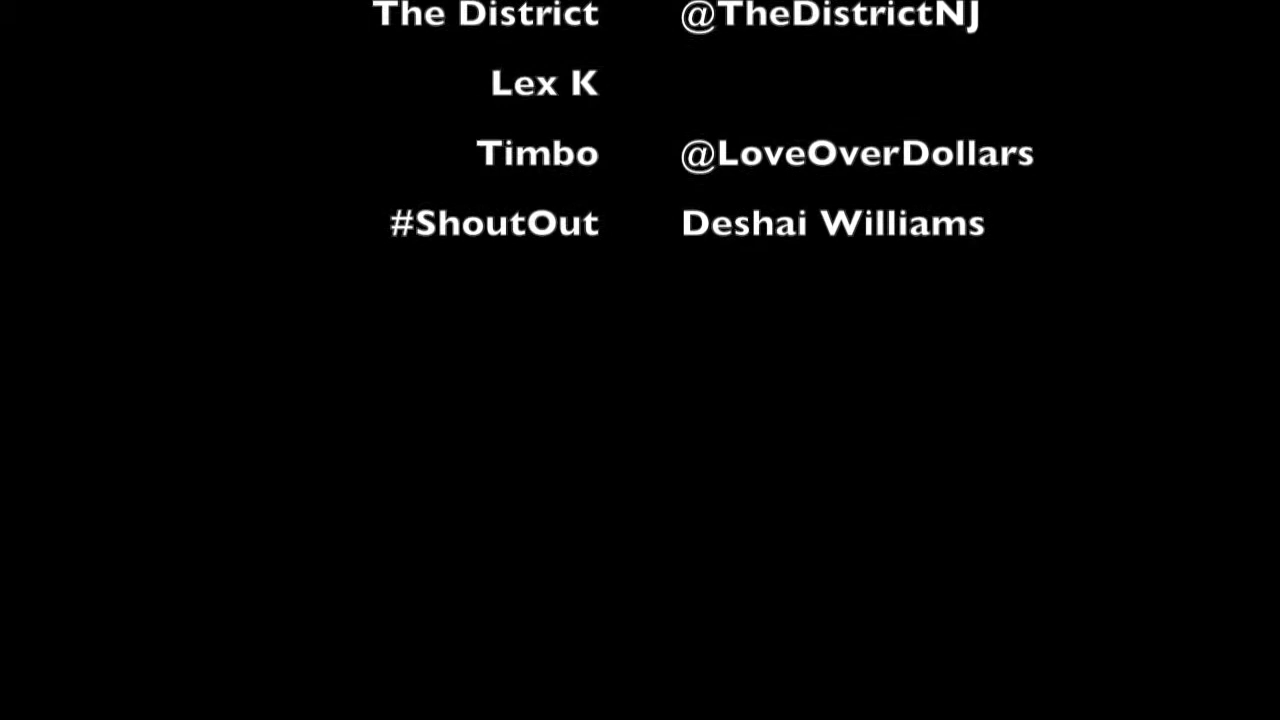 The District @TheDistrictNJ
Lex K
Timbo @LoveOverDollars
#ShoutOut Deshai Williams